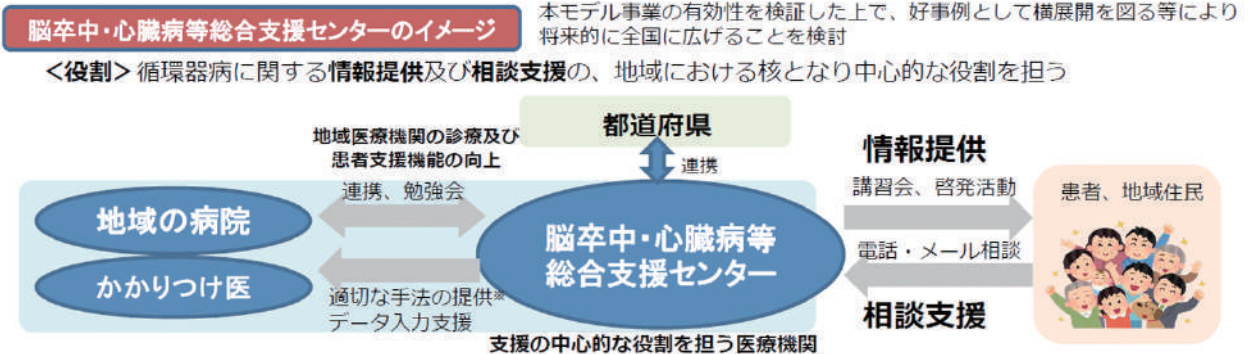 脳卒中・心臓病等総合支援センターのイメージ
本モデル事業の有効性を検証した上で、好事例として横展開を図る等により
将来的に全国に広げることを検討
＜役割＞循環器病に関する情報提供及び相談支援の、地域における核となり中心的な役割を担う
都道府県
連携
地域医療機関の診療及び
患者支援機能の向上
連携、勉強会
地域の病院
かかりつけ医
適切な手法の提供※
データ入力支援
脳卒中・心臓病等
総合支援センター
支援の中心的な役割を担う医療機関
情報提供
講習会、啓発活動
電話・メール相談
相談支援
患者、地域住民